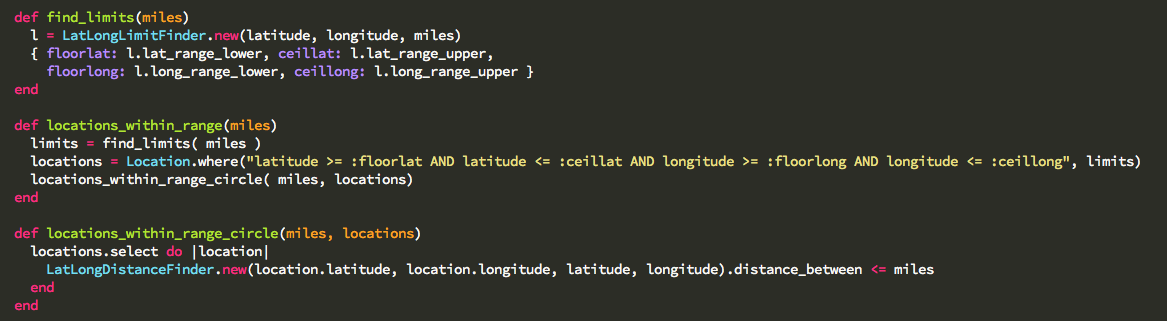 def find_limits(miles)
  l = LatLongLimitFinder.new(latitude, longitude, miles)
  { floorlat: l.lat_range_lower, ceillat: l.lat_range_upper,
    floorlong: l.long_range_lower, ceillong: l.long_range_upper }
end

def locations_within_range(miles)
  limits = find_limits( miles )
  locations = Location.where("latitude >= :floorlat AND latitude <= :ceillat AND longitude >= :floorlong AND longitude <= :ceillong", limits)
  locations_within_range_circle( miles, locations)
end

def locations_within_range_circle(miles, locations)
  locations.select do |location|
    LatLongDistanceFinder.new(location.latitude, location.longitude, latitude, longitude).distance_between <= miles
  end
end